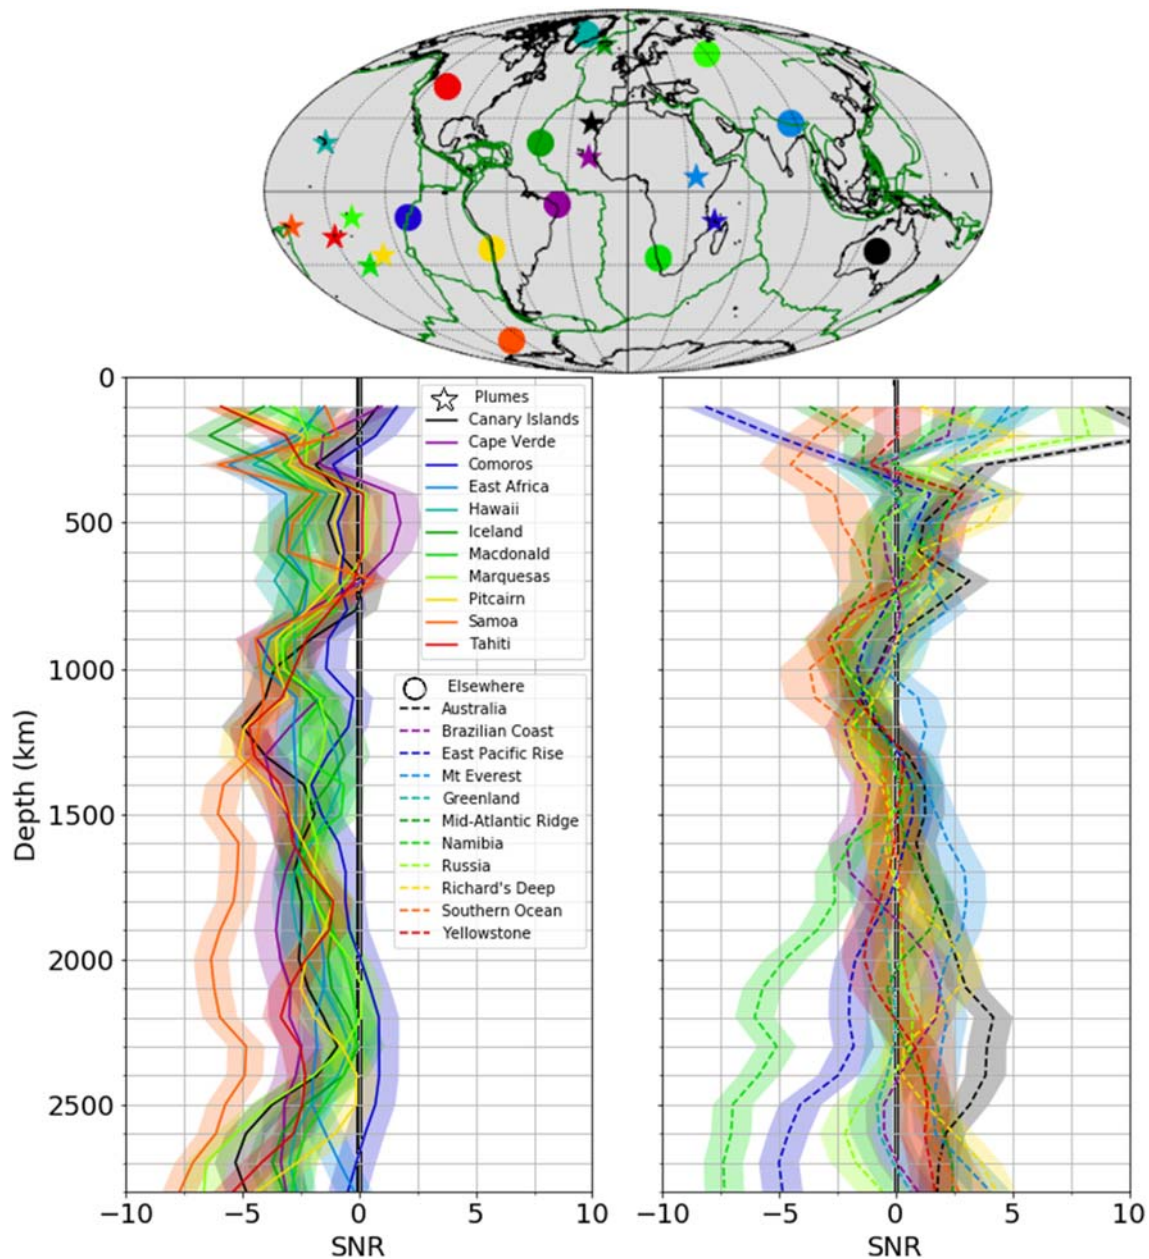 0
500
1000
1500
2000
2500
Depth (km)
Plumes
Canary Islands
Cape Verde
Comoros
East Africa
Hawaii
Iceland
Macdonald
Marquesas
Pitcairn
Samoa
Tahiti
Elsewhere
Australia
Brazilian Coast
East Pacific Rise
Mt Everest
Greenland
Mid-Atlantic Ridge
Namibia
Russia
Richard's Deep
Southern Ocean
Yellowstone
−10 −5 0 5 10
SNR
−10 −5 0 5 10
SNR